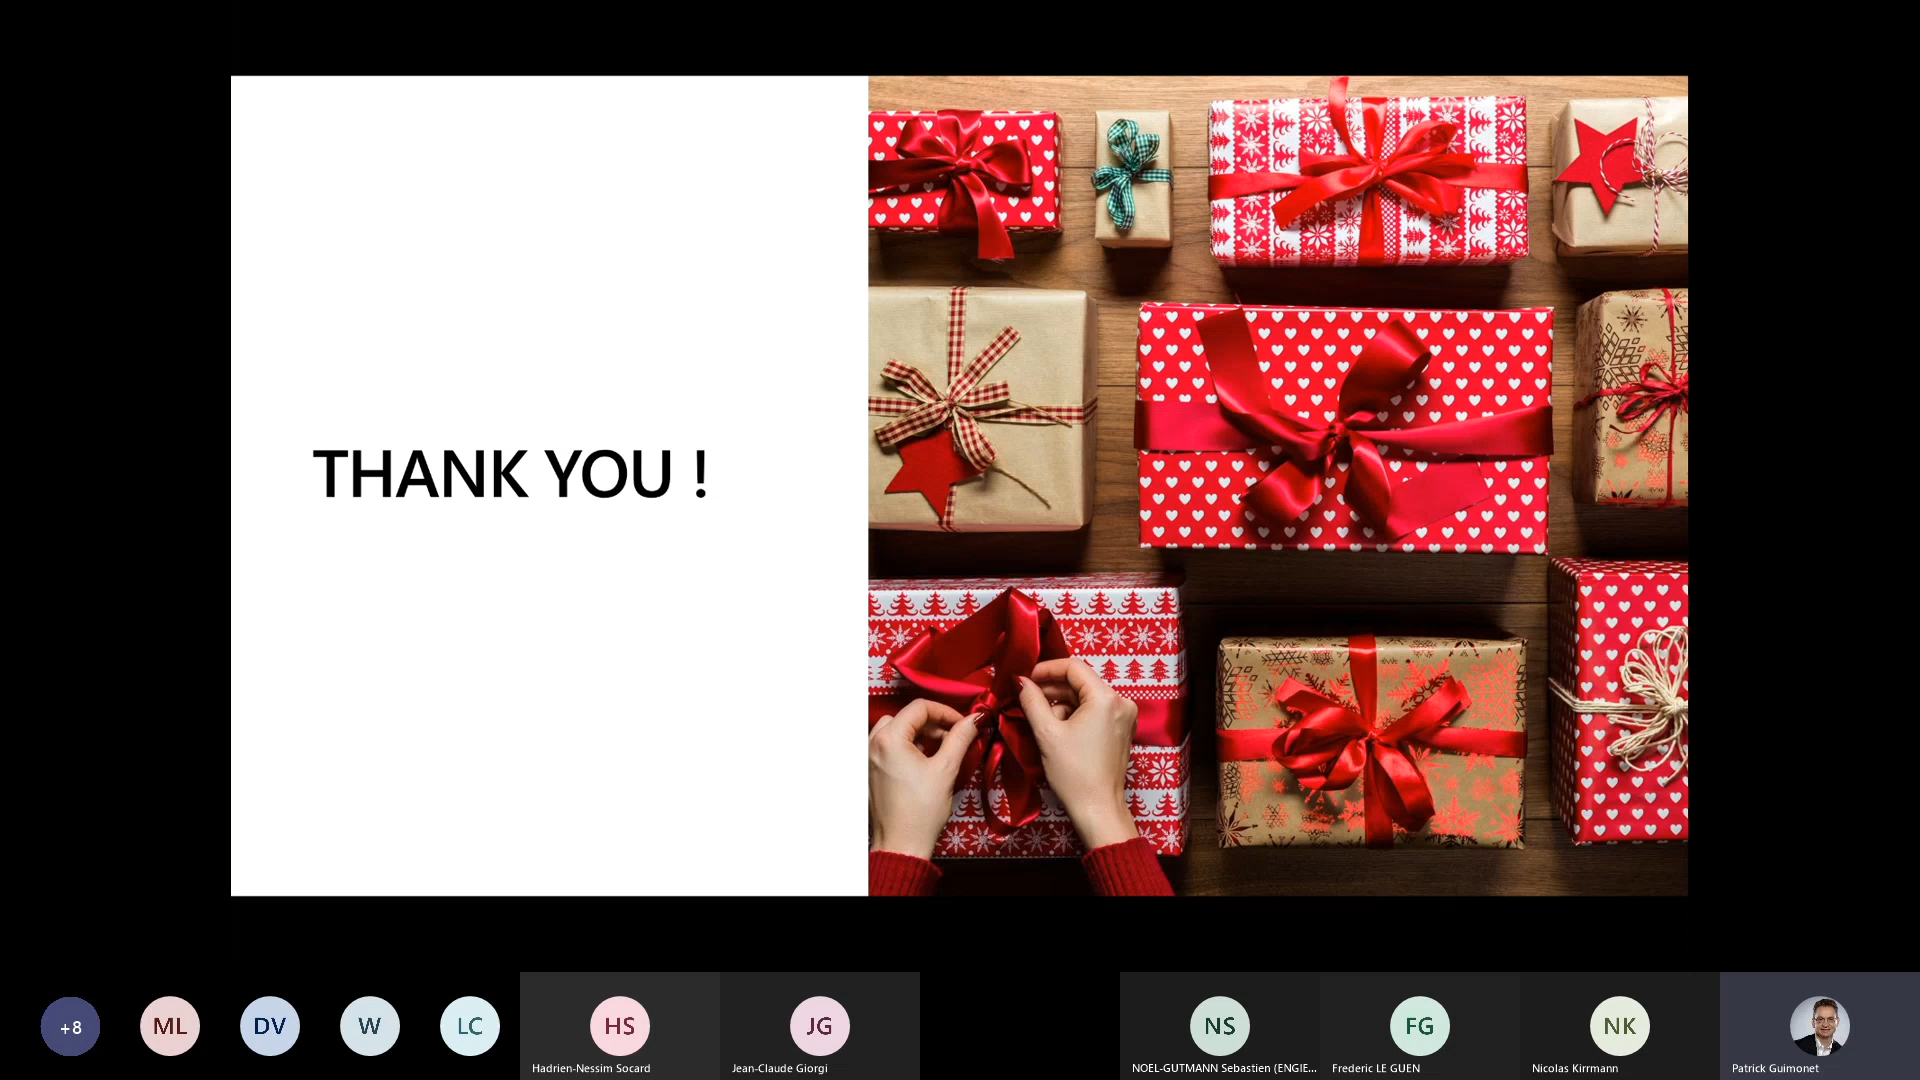 THANK YOU !
+8
ML
DV
W
LC
HS
JG
NS
FG
NK
Hadrien-Nessim Socard
Jean-Claude Giorgi
NOEL-GUTMANN Sebastien (ENGIE...
Frederic LE GUEN
Nicolas Kirrmann
Patrick Guimonet